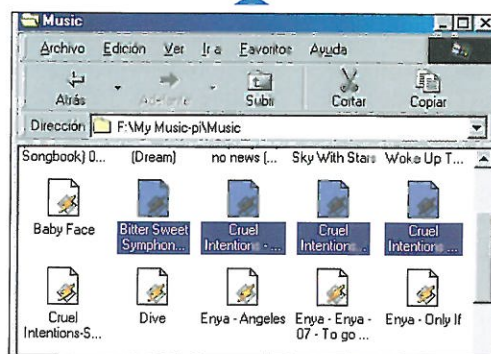 Music
Archivo Edición Ver Ir a Favoritos Ayuda
Atrás Adelante Subir Cortar Copiar
Dirección F:\My Music-pi\Music
Songbook) 0... (Dream) no news (... Sky With Stars Woke Up T...
Baby Face Bitter Sweet Cruel Cruel Cruel
Symphon... Intentions - ... Intentions ... Intentions ...
Cruel Dive Enya - Angeles Enya - Enya - Enya - Only If
Intentions-S... 07 - To go ...